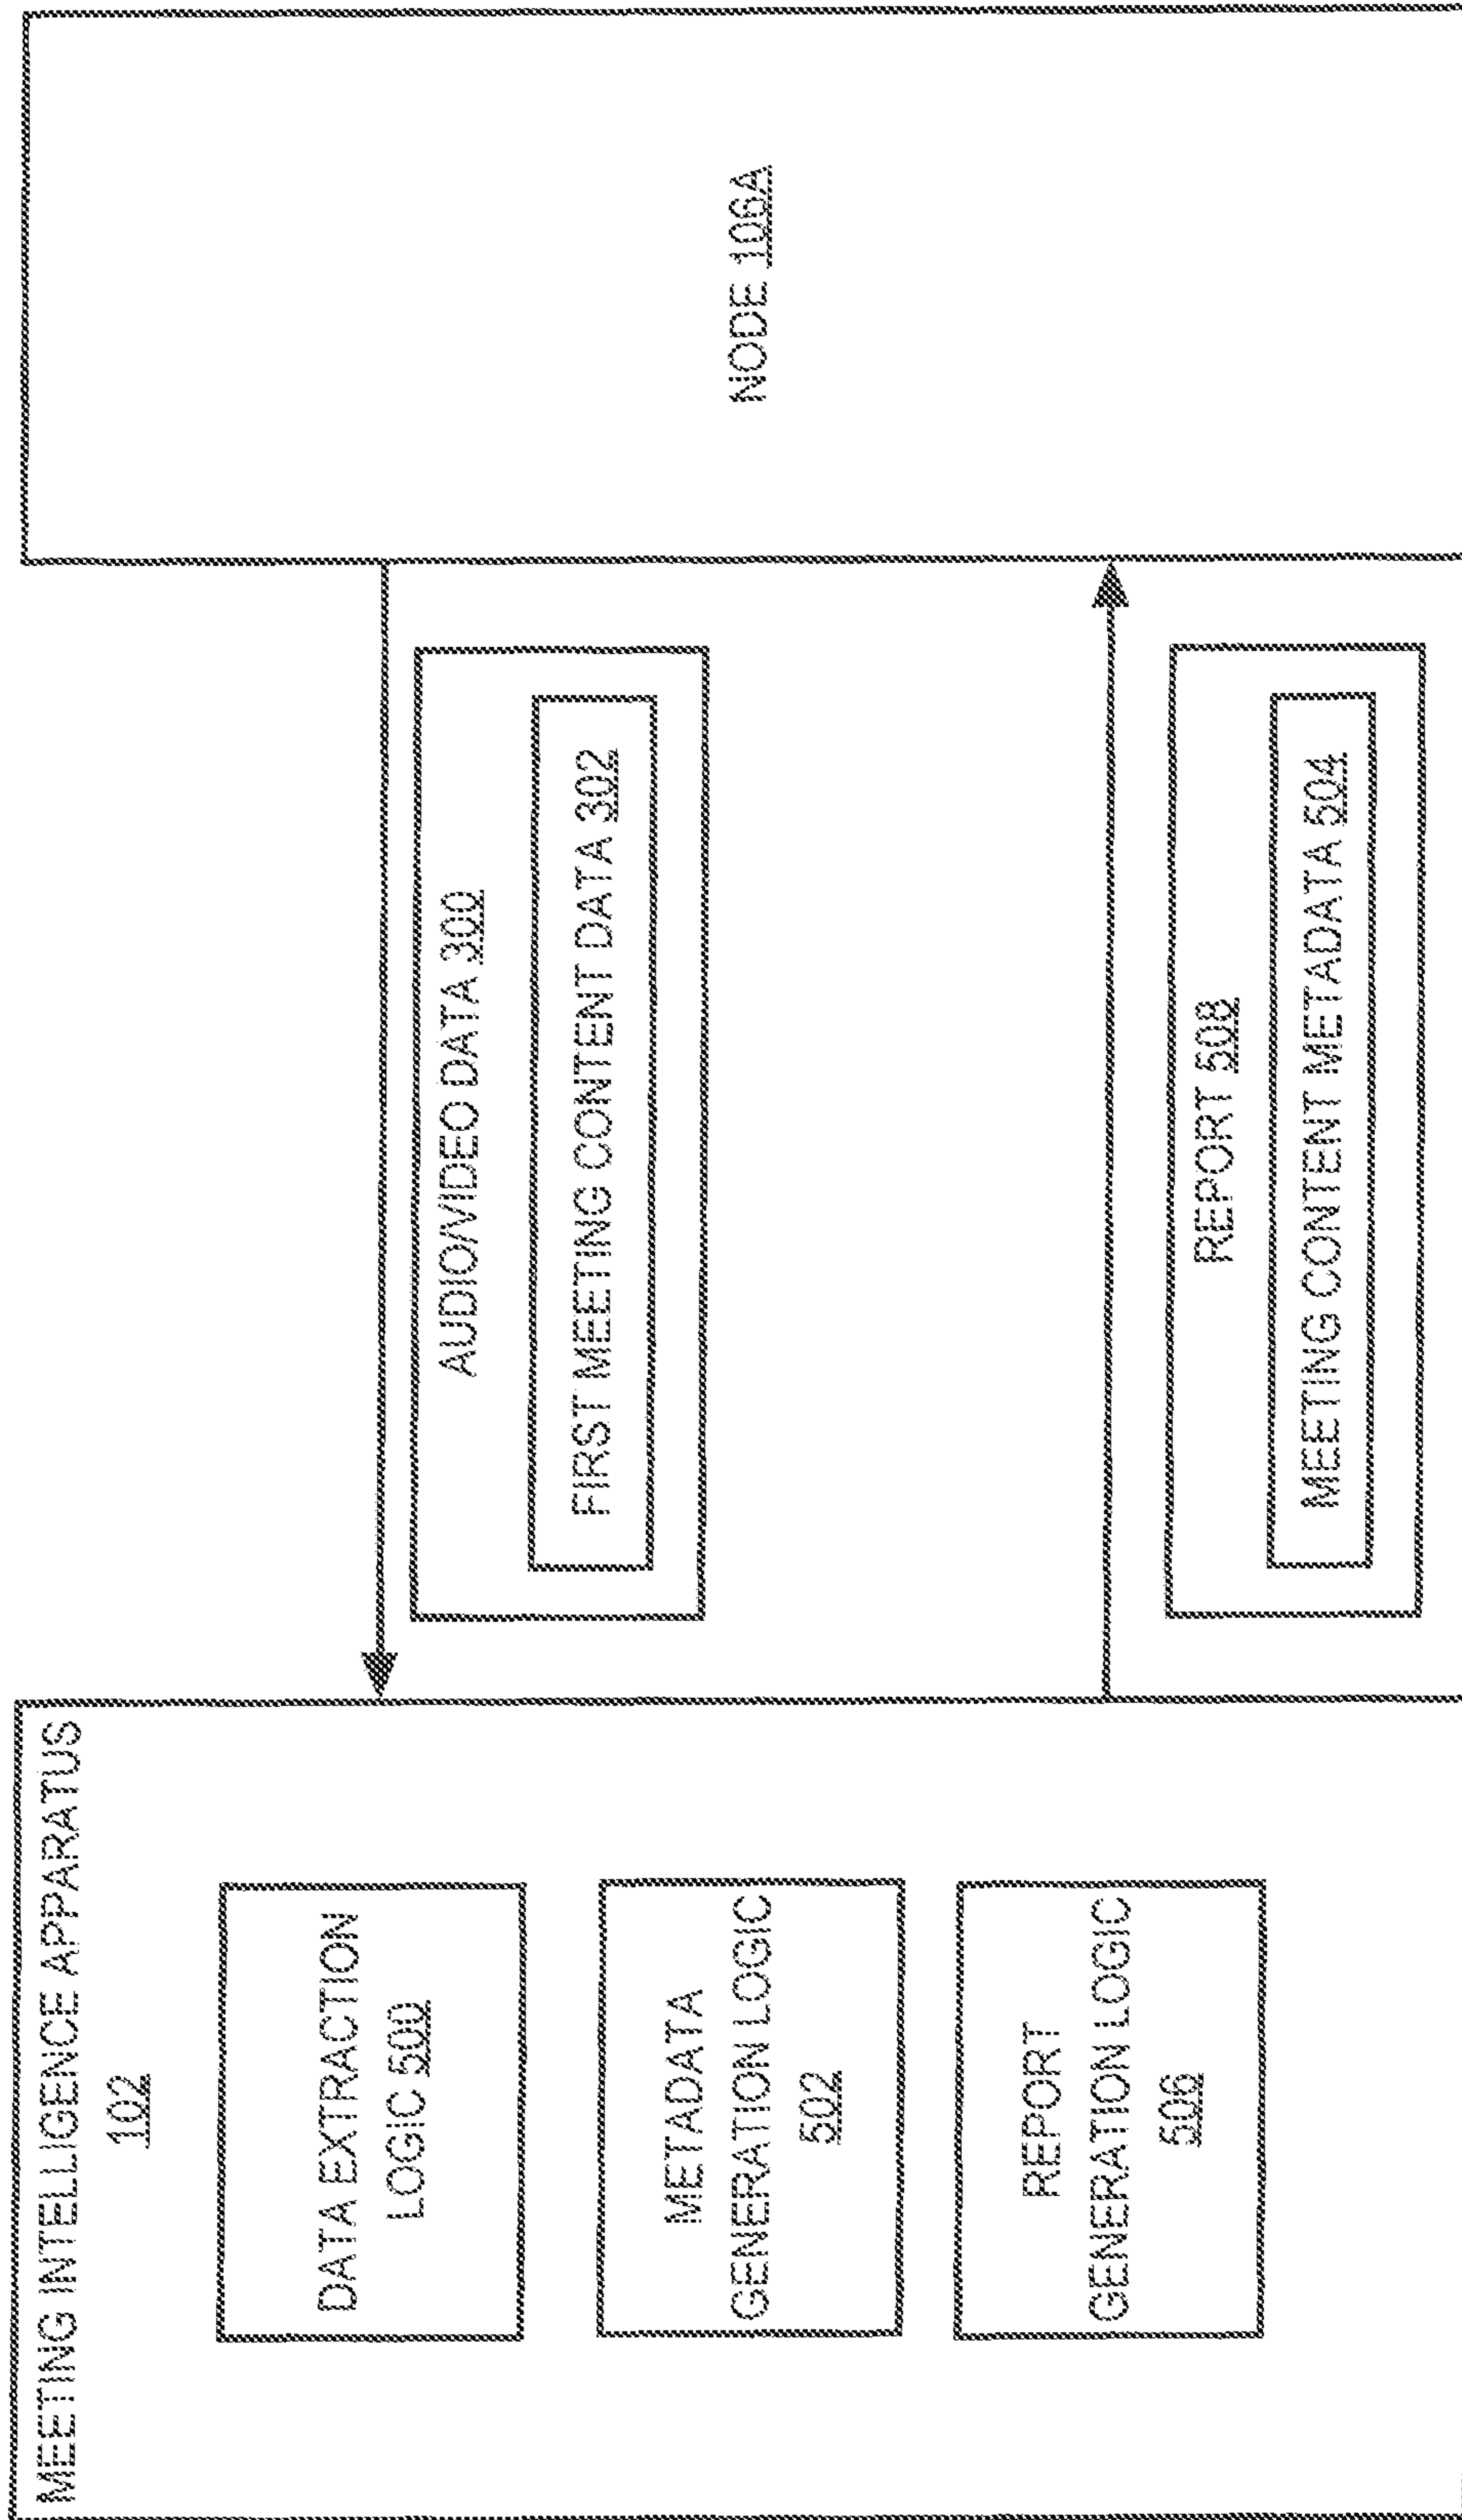 MEETING INTELLIGENCE APPARATUS
102
DATA EXTRACTION
LOGIC 500
METADATA
GENERATION LOGIC
502
REPORT
GENERATION LOGIC
506
AUDIO/VIDEO DATA 300
FIRST MEETING CONTENT DATA 302
REPORT 508
MEETING CONTENT METADATA 504
NODE 106A